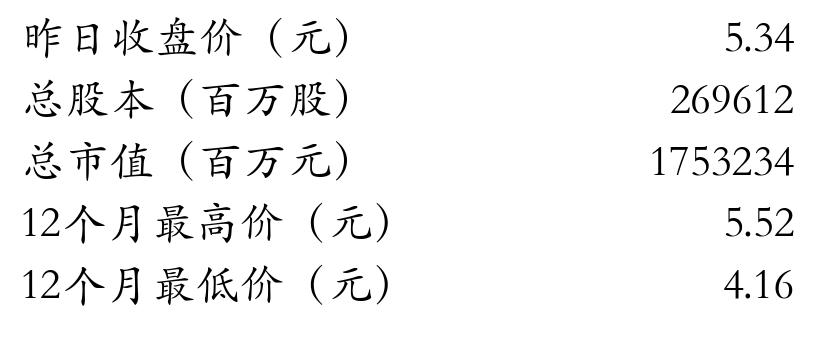 昨日收盘价（元） 5.34
总股本（百万股） 269612
总市值（百万元） 1753234
12个月最高价（元） 5.52
12个月最低价（元） 4.16